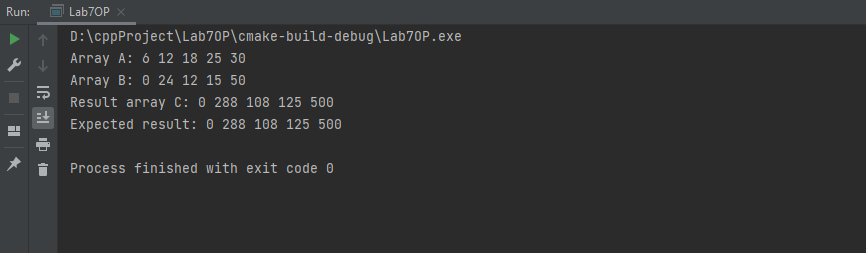 Run: Lab7OP
D:\cppProject\Lab7OP\cmake-build-debug\Lab7OP.exe
Array A: 6 12 18 25 30
Array B: 0 24 12 15 50
Result array C: 0 288 108 125 500
Expected result: 0 288 108 125 500
Process finished with exit code 0